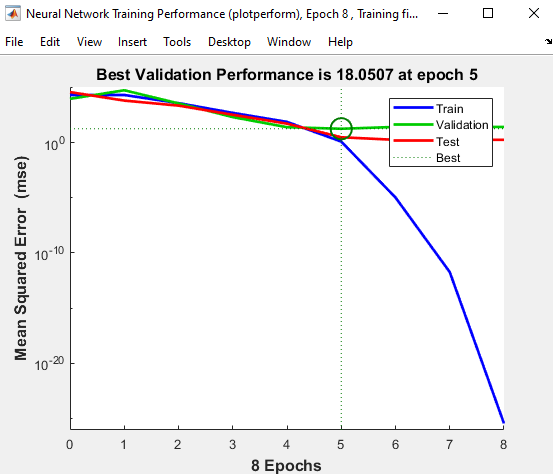 Neural Network Training Performance (plotperform), Epoch 8 , Training fi...
File Edit View Insert Tools Desktop Window Help
Best Validation Performance is 18.0507 at epoch 5
Train
Validation
Test
Best
10^0
10^-10
10^-20
Mean Squared Error (mse)
0 1 2 3 4 5 6 7 8
8 Epochs